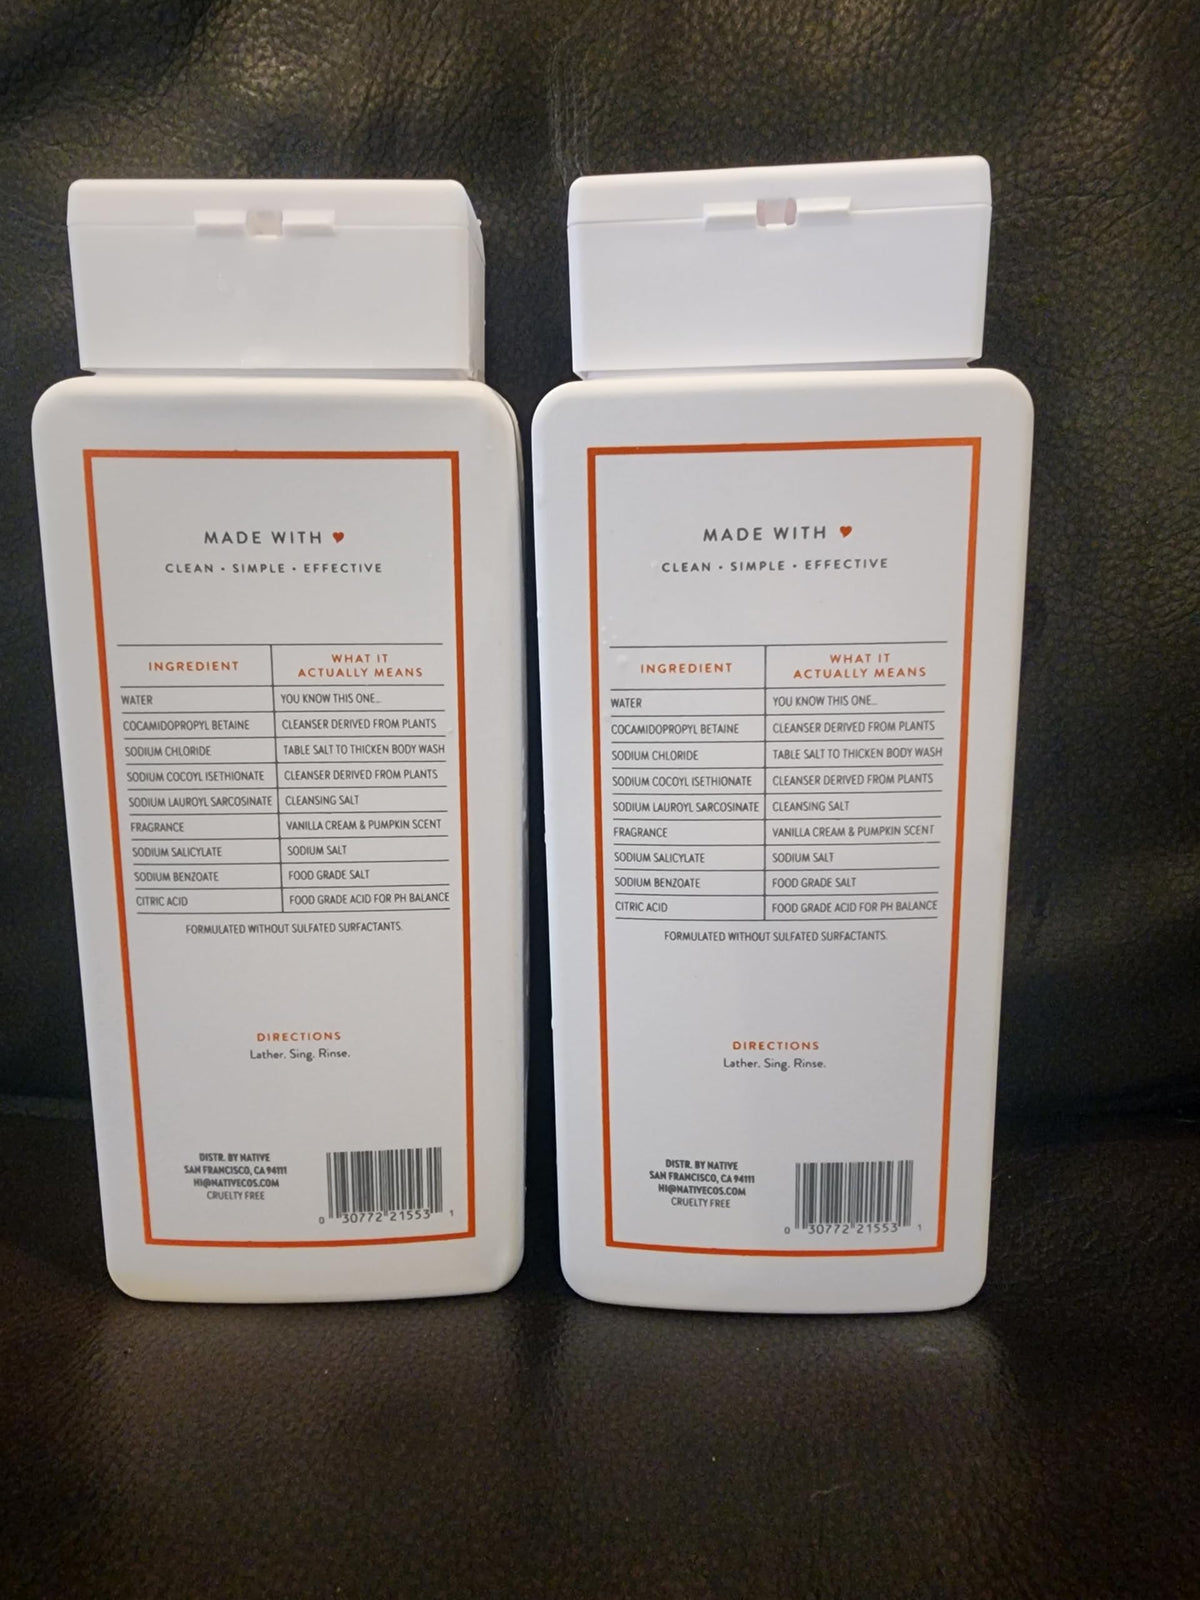 MADE WITH ♥
CLEAN • SIMPLE • EFFECTIVE
INGREDIENT WHAT IT ACTUALLY MEANS
WATER YOU KNOW THIS ONE...
COCAMIDOPROPYL BETAINE CLEANSER DERIVED FROM PLANTS
SODIUM CHLORIDE TABLE SALT TO THICKEN BODY WASH
SODIUM COCOYL ISETHIONATE CLEANSER DERIVED FROM PLANTS
SODIUM LAUROYL SARCOSINATE CLEANSING SALT
FRAGRANCE VANILLA CREAM & PUMPKIN SCENT
SODIUM SALICYLATE SODIUM SALT
SODIUM BENZOATE FOOD GRADE SALT
CITRIC ACID FOOD GRADE ACID FOR PH BALANCE
FORMULATED WITHOUT SULFATED SURFACTANTS.
DIRECTIONS
Lather. Sing. Rinse.
DISTR. BY NATIVE
SAN FRANCISCO, CA 94111
HI@NATIVECOS.COM
CRUELTY FREE
0 30772 21553 1
MADE WITH ♥
CLEAN • SIMPLE • EFFECTIVE
INGREDIENT WHAT IT ACTUALLY MEANS
WATER YOU KNOW THIS ONE...
COCAMIDOPROPYL BETAINE CLEANSER DERIVED FROM PLANTS
SODIUM CHLORIDE TABLE SALT TO THICKEN BODY WASH
SODIUM COCOYL ISETHIONATE CLEANSER DERIVED FROM PLANTS
SODIUM LAUROYL SARCOSINATE CLEANSING SALT
FRAGRANCE VANILLA CREAM & PUMPKIN SCENT
SODIUM SALICYLATE SODIUM SALT
SODIUM BENZOATE FOOD GRADE SALT
CITRIC ACID FOOD GRADE ACID FOR PH BALANCE
FORMULATED WITHOUT SULFATED SURFACTANTS.
DIRECTIONS
Lather. Sing. Rinse.
DISTR. BY NATIVE
SAN FRANCISCO, CA 94111
HI@NATIVECOS.COM
CRUELTY FREE
0 30772 21553 1